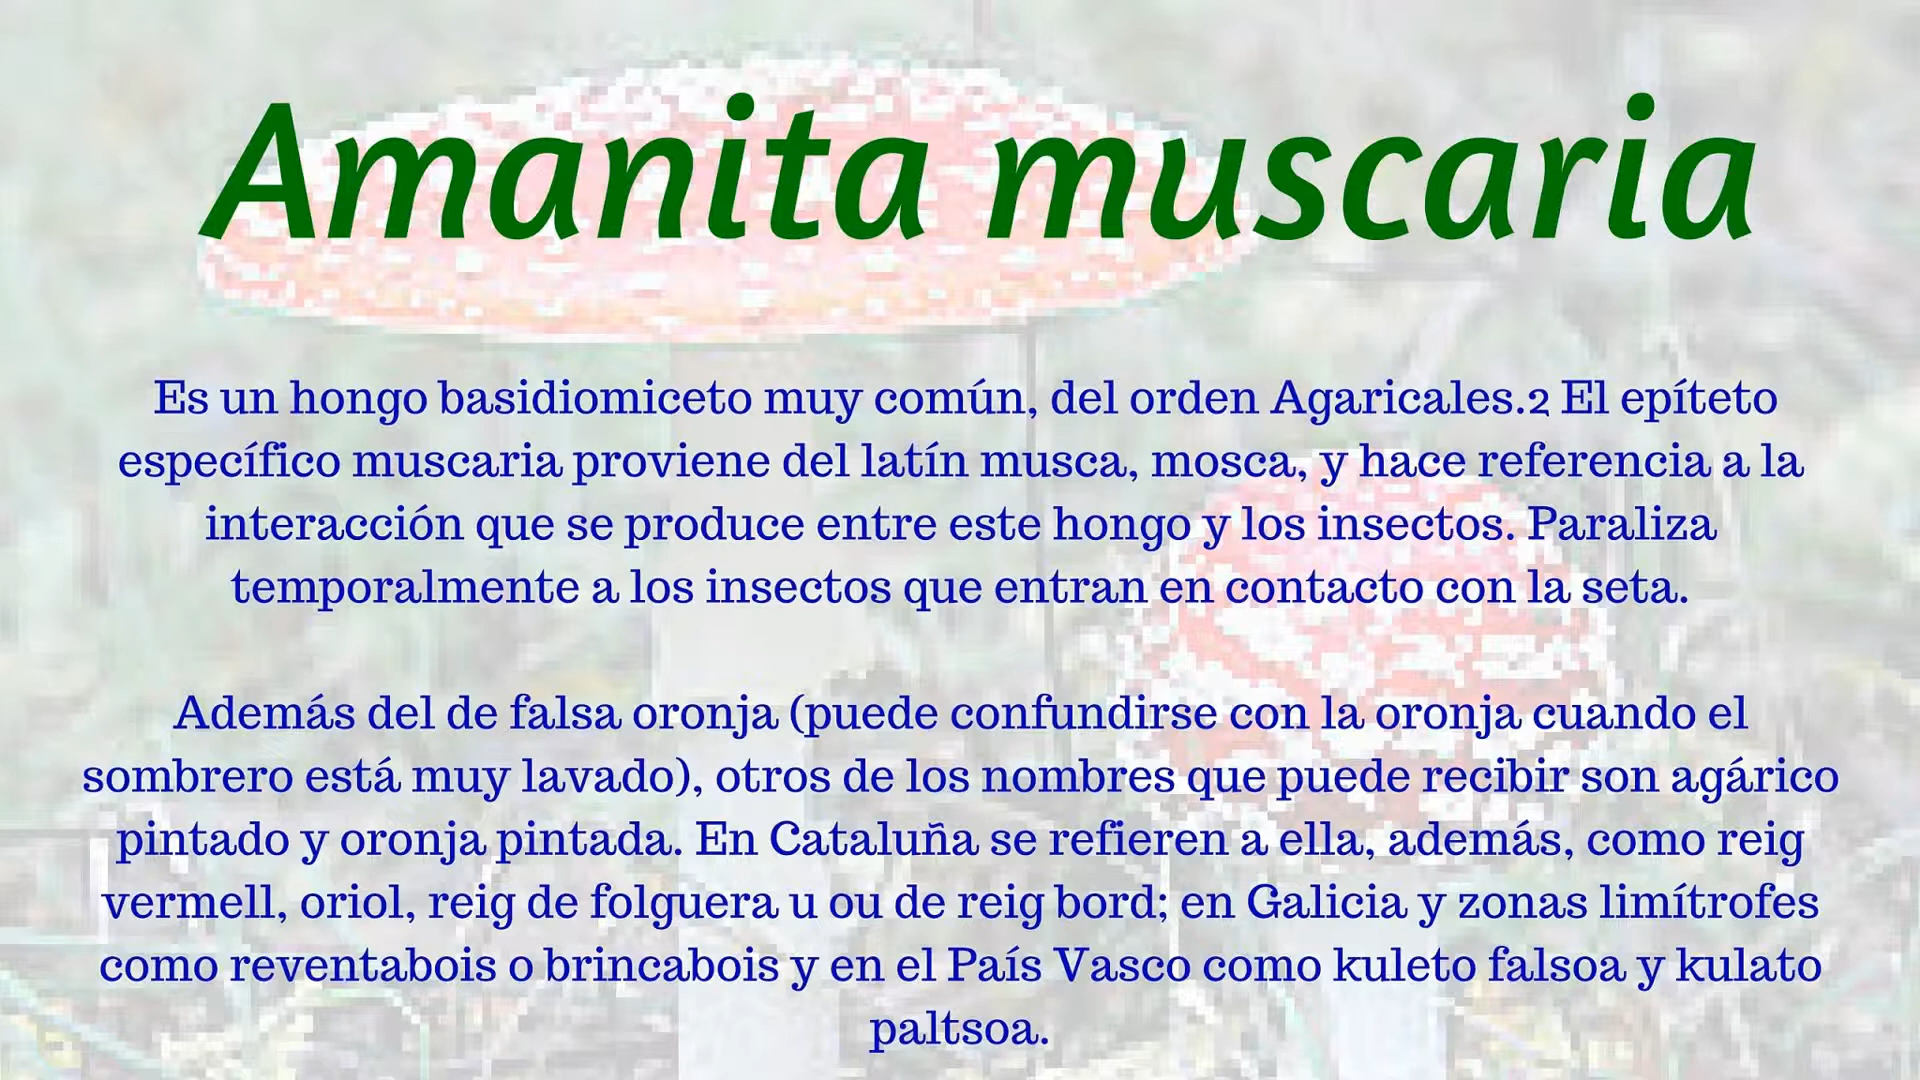 Amanita muscaria
Es un hongo basidiomiceto muy común, del orden Agaricales.2 El epíteto
específico muscaria proviene del latín musca, mosca, y hace referencia a la
interacción que se produce entre este hongo y los insectos. Paraliza
temporalmente a los insectos que entran en contacto con la seta.
Además del de falsa oronja (puede confundirse con la oronja cuando el
sombrero está muy lavado), otros de los nombres que puede recibir son agárico
pintado y oronja pintada. En Cataluña se refieren a ella, además, como reig
vermell, oriol, reig de folguera u ou de reig bord; en Galicia y zonas limítrofes
como reventabois o brincabois y en el País Vasco como kuleto falsoa y kulato
paltsoa.